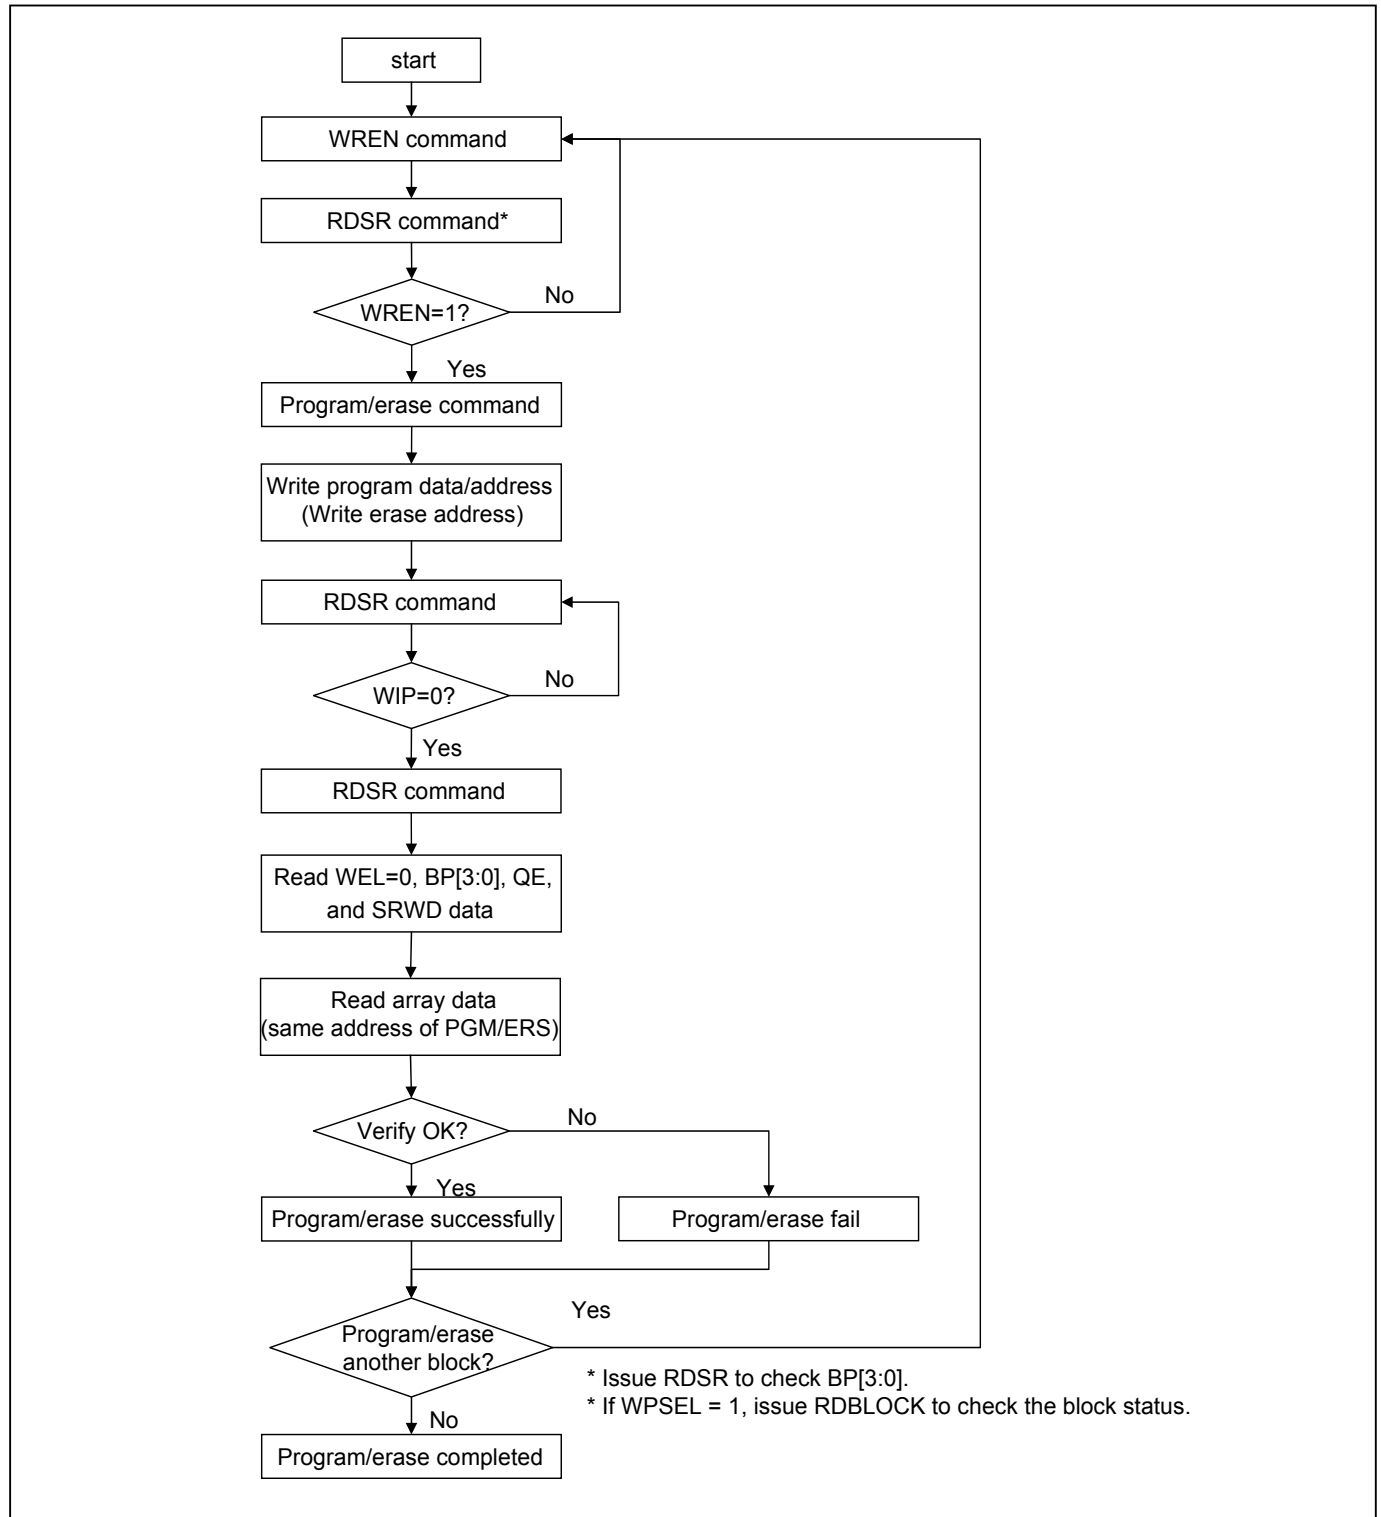 start
WREN command
RDSR command*
WREN=1?
No
Yes
Program/erase command
Write program data/address
(Write erase address)
RDSR command
WIP=0?
No
Yes
RDSR command
Read WEL=0, BP[3:0], QE,
and SRWD data
Read array data
(same address of PGM/ERS)
Verify OK?
No
Yes
Program/erase successfully
Program/erase fail
Program/erase
another block?
Yes
* Issue RDSR to check BP[3:0].
* If WPSEL = 1, issue RDBLOCK to check the block status.
No
Program/erase completed